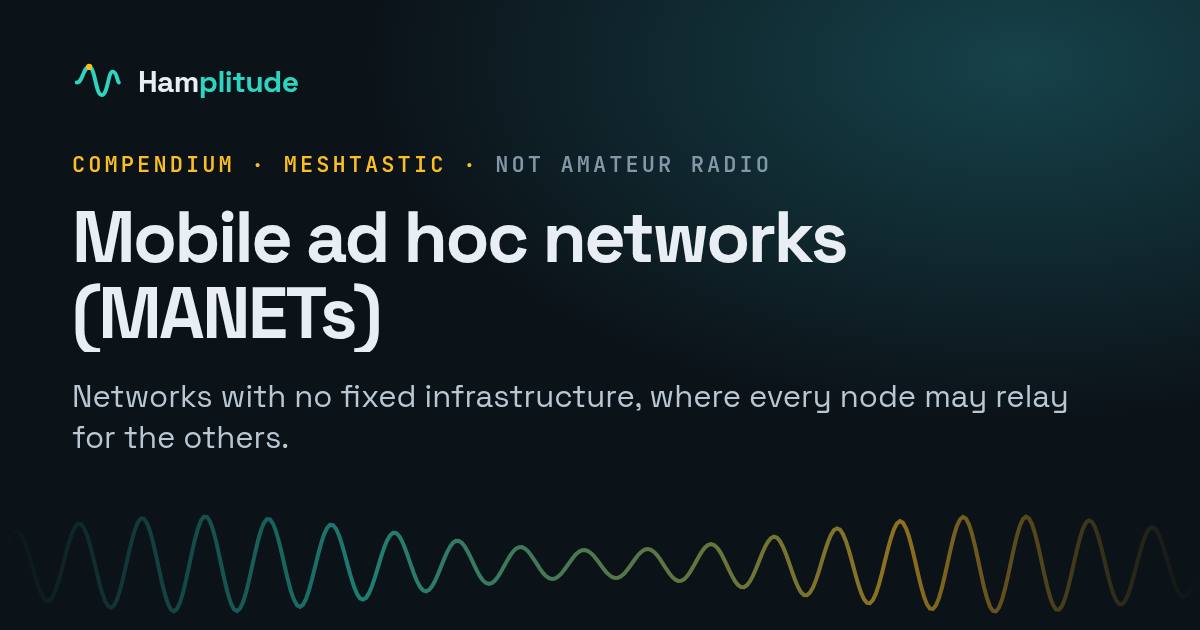 Hamplitude
COMPENDIUM · MESHTASTIC · NOT AMATEUR RADIO
Mobile ad hoc networks
(MANETs)
Networks with no fixed infrastructure, where every node may relay
for the others.